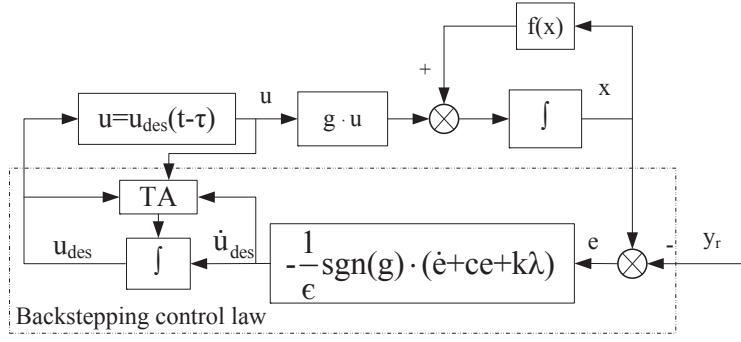 f(x)
+
x
u
u=u_des(t-τ)
g · u
∫
TA
u_des
∫
u̇_des
-1/ϵ sgn(g)·(ė+ce+kλ)
e
-
y_r
Backstepping control law